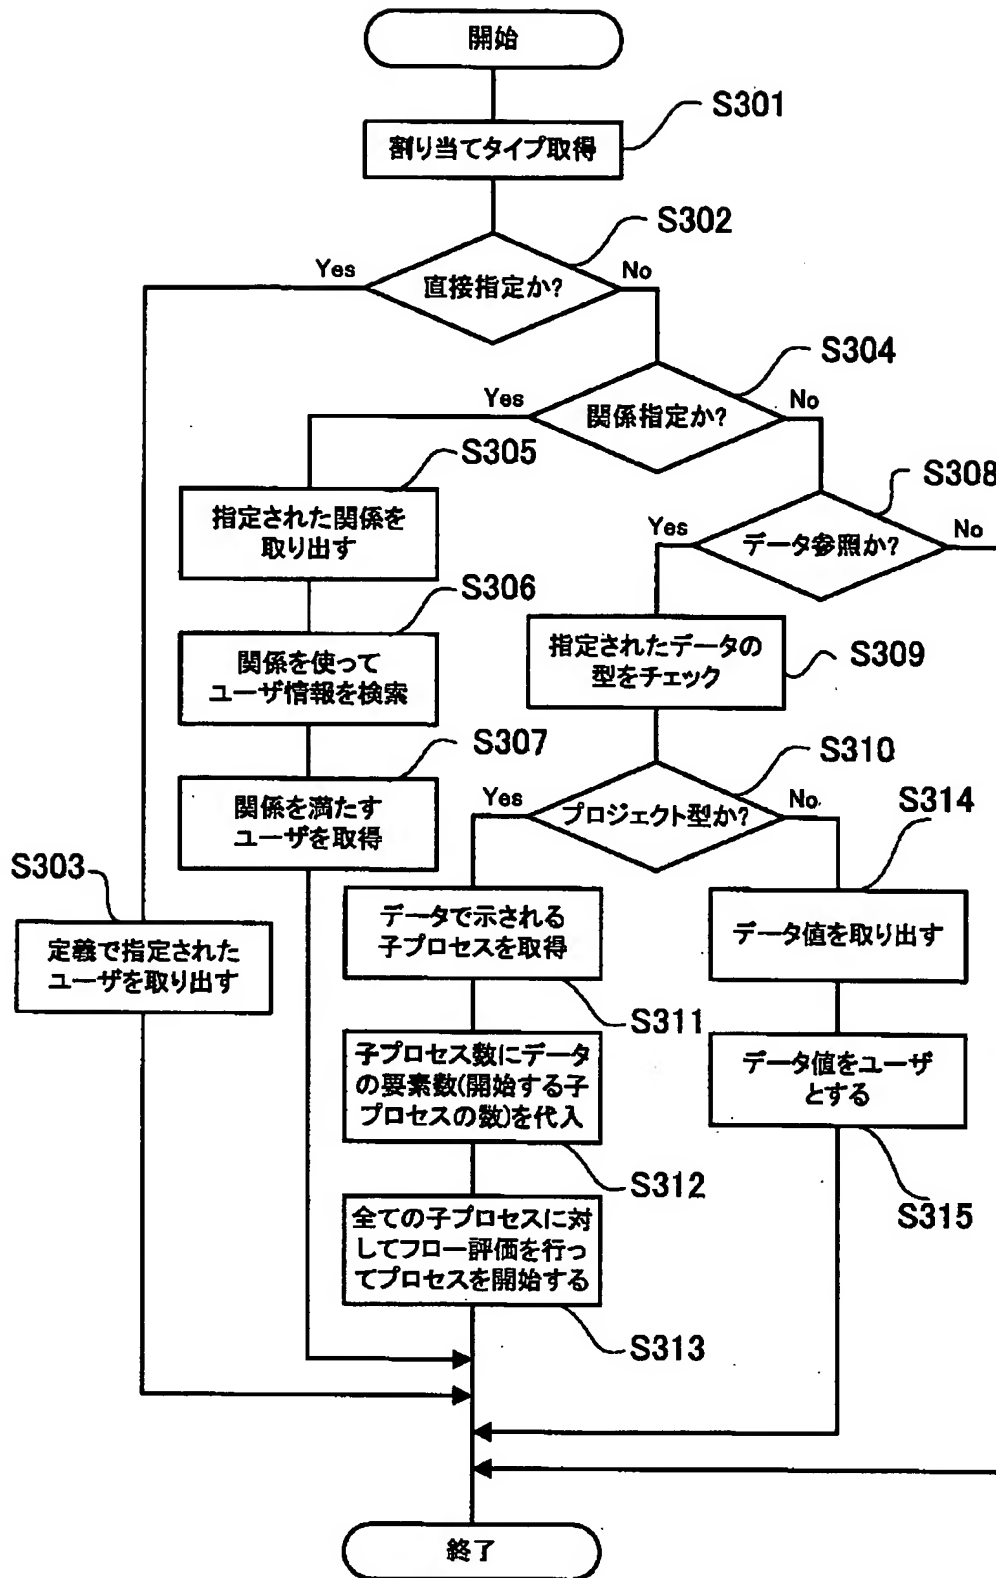 開始
S301
割り当てタイプ取得
S302
Yes
直接指定か?
No
S304
Yes
関係指定か?
No
S305
指定された関係を
取り出す
S308
Yes
データ参照か?
No
S306
関係を使って
ユーザ情報を検索
指定されたデータの
型をチェック
S309
S307
関係を満たす
ユーザを取得
S310
Yes
プロジェクト型か?
No
S314
S303
定義で指定された
ユーザを取り出す
データで示される
子プロセスを取得
S311
データ値を取り出す
子プロセス数にデータ
の要素数(開始する子
プロセスの数)を代入
S312
データ値をユーザ
とする
S315
全ての子プロセスに対
してフロー評価を行っ
てプロセスを開始する
S313
終了